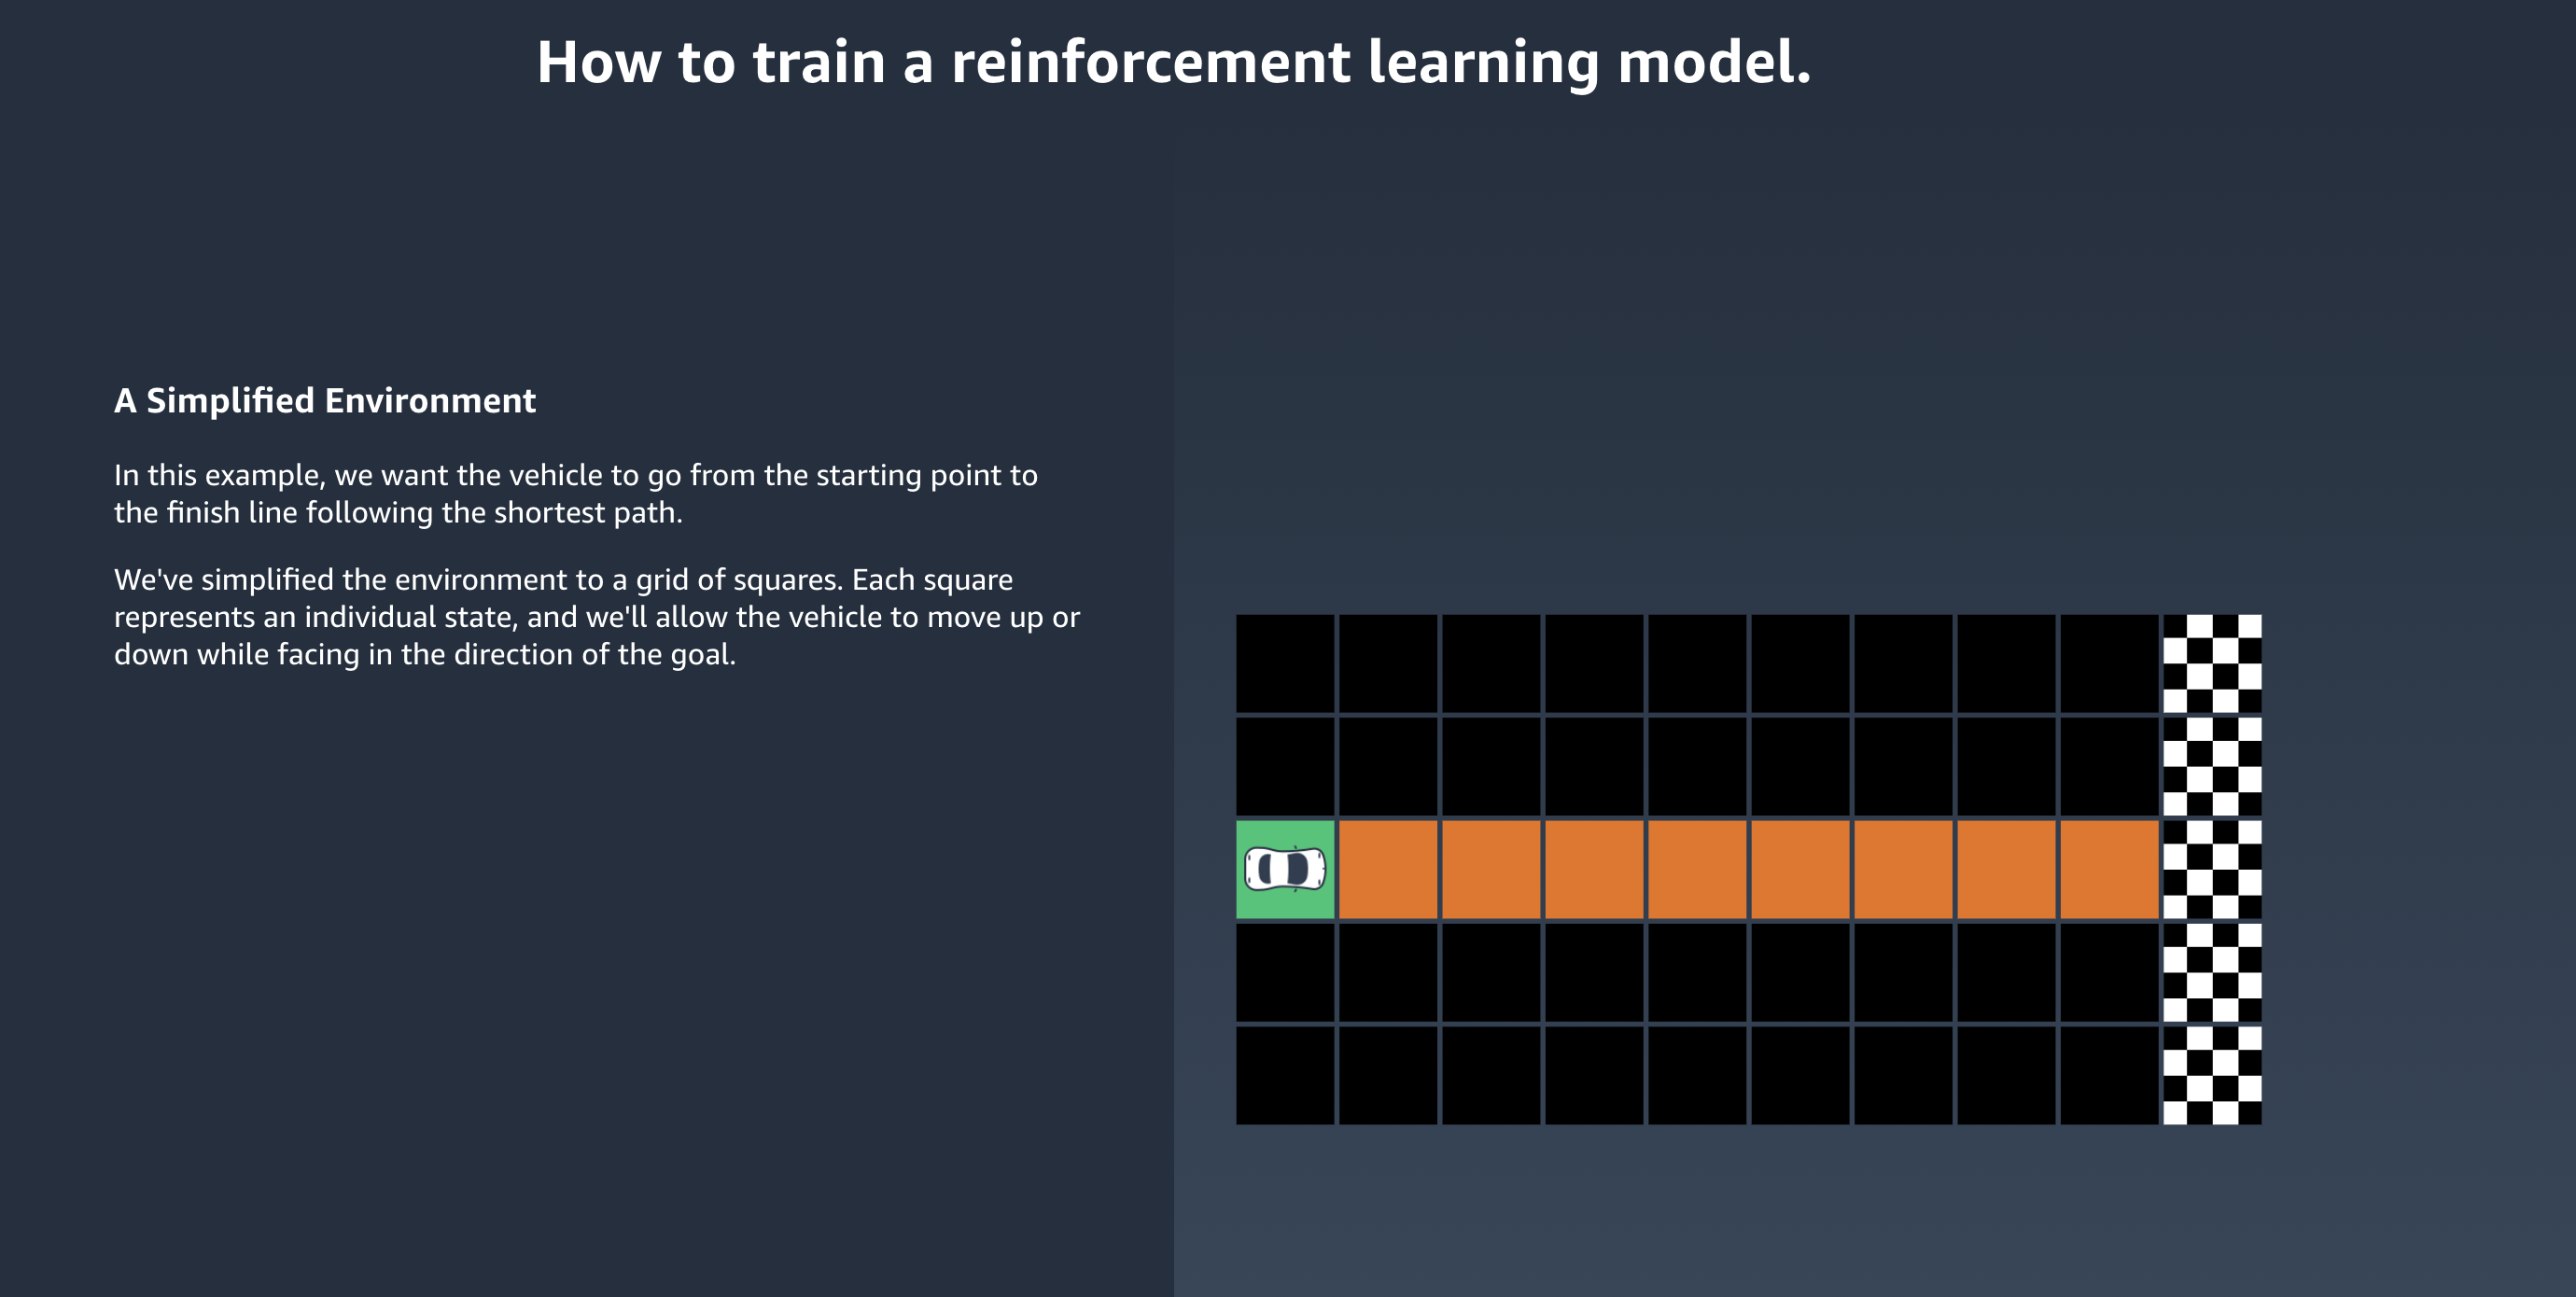 How to train a reinforcement learning model.
A Simplified Environment
In this example, we want the vehicle to go from the starting point to
the finish line following the shortest path.
We've simplified the environment to a grid of squares. Each square
represents an individual state, and we'll allow the vehicle to move up or
down while facing in the direction of the goal.